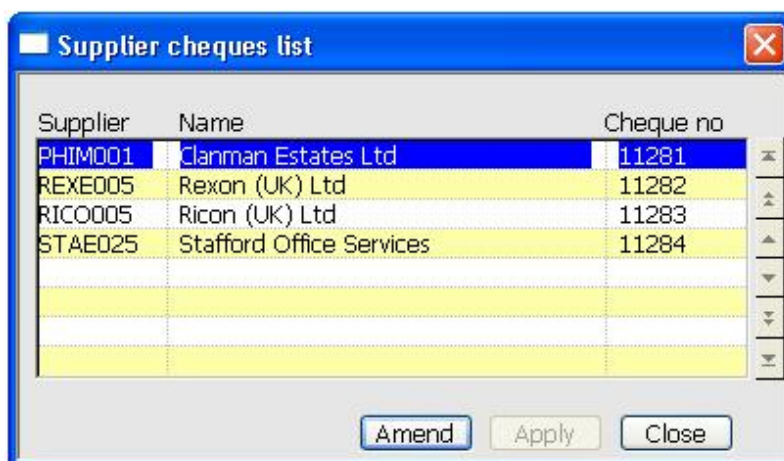 Supplier cheques list
Supplier Name Cheque no
PHIM001 Clanman Estates Ltd 11281
REXE005 Rexon (UK) Ltd 11282
RICO005 Ricon (UK) Ltd 11283
STAE025 Stafford Office Services 11284
Amend Apply Close